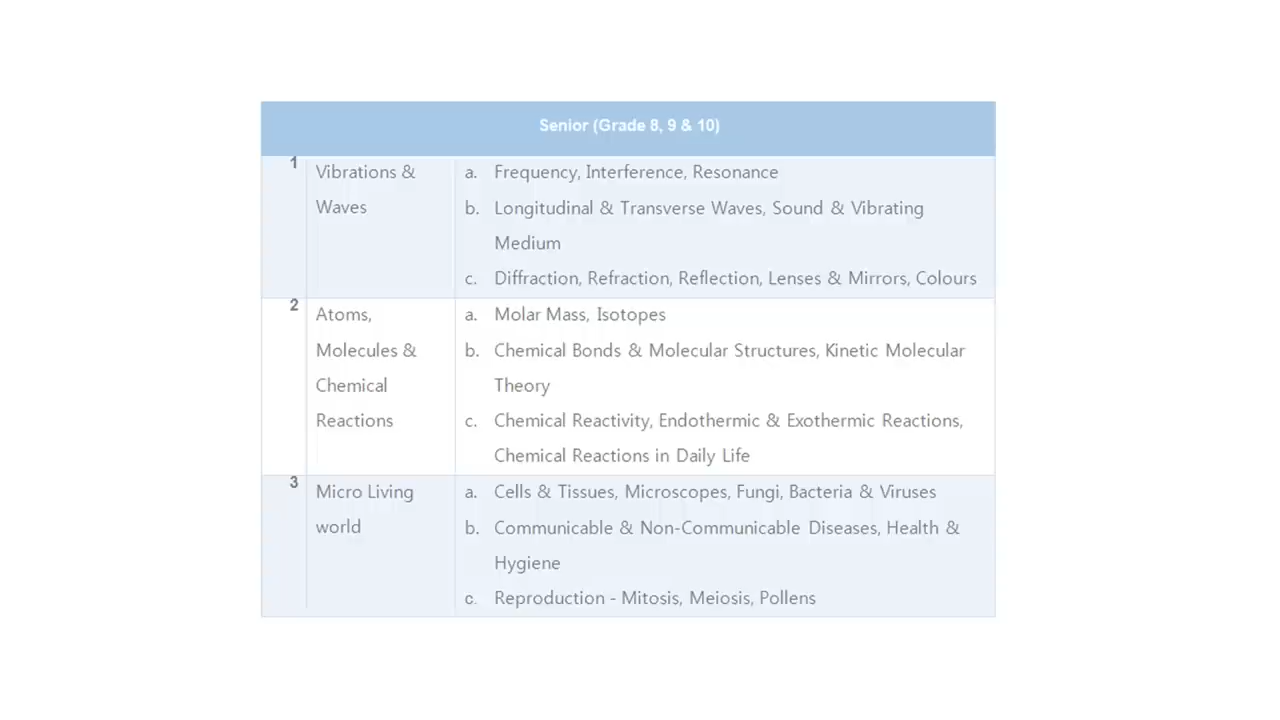 Senior (Grade 8, 9 & 10)
1
Vibrations &
Waves
a. Frequency, Interference, Resonance
b. Longitudinal & Transverse Waves, Sound & Vibrating
Medium
c. Diffraction, Refraction, Reflection, Lenses & Mirrors, Colours
2
Atoms,
Molecules &
Chemical
Reactions
a. Molar Mass, Isotopes
b. Chemical Bonds & Molecular Structures, Kinetic Molecular
Theory
c. Chemical Reactivity, Endothermic & Exothermic Reactions,
Chemical Reactions in Daily Life
3
Micro Living
world
a. Cells & Tissues, Microscopes, Fungi, Bacteria & Viruses
b. Communicable & Non-Communicable Diseases, Health &
Hygiene
c. Reproduction - Mitosis, Meiosis, Pollens